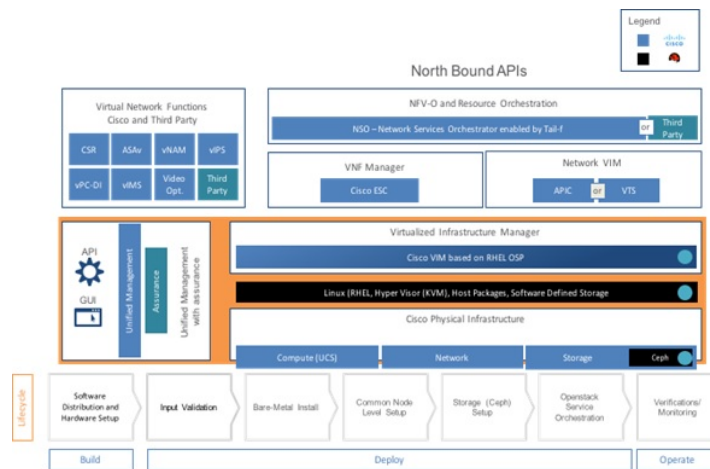 Legend
CISCO
North Bound APIs
Virtual Network Functions
Cisco and Third Party
CSR
ASAv
vNAM
vIPS
vPC-DI
vIMS
Video
Opt.
Third
Party
NFV-O and Resource Orchestration
NSO – Network Services Orchestrator enabled by Tail-f
or
Third
Party
VNF Manager
Cisco ESC
Network VIM
APIC
or
VTS
API
GUI
Unified Management
Assurance
Unified Management
with assurance
Virtualized Infrastructure Manager
Cisco VIM based on RHEL OSP
Linux (RHEL, Hyper Visor (KVM), Host Packages, Software Defined Storage
Cisco Physical Infrastructure
Compute (UCS)
Network
Storage
Ceph
Lifecycle
Software
Distribution and
Hardware Setup
Input Validation
Bare-Metal Install
Common Node
Level Setup
Storage (Ceph)
Setup
Openstack
Service
Orchestration
Verifications/
Monitoring
Build
Deploy
Operate